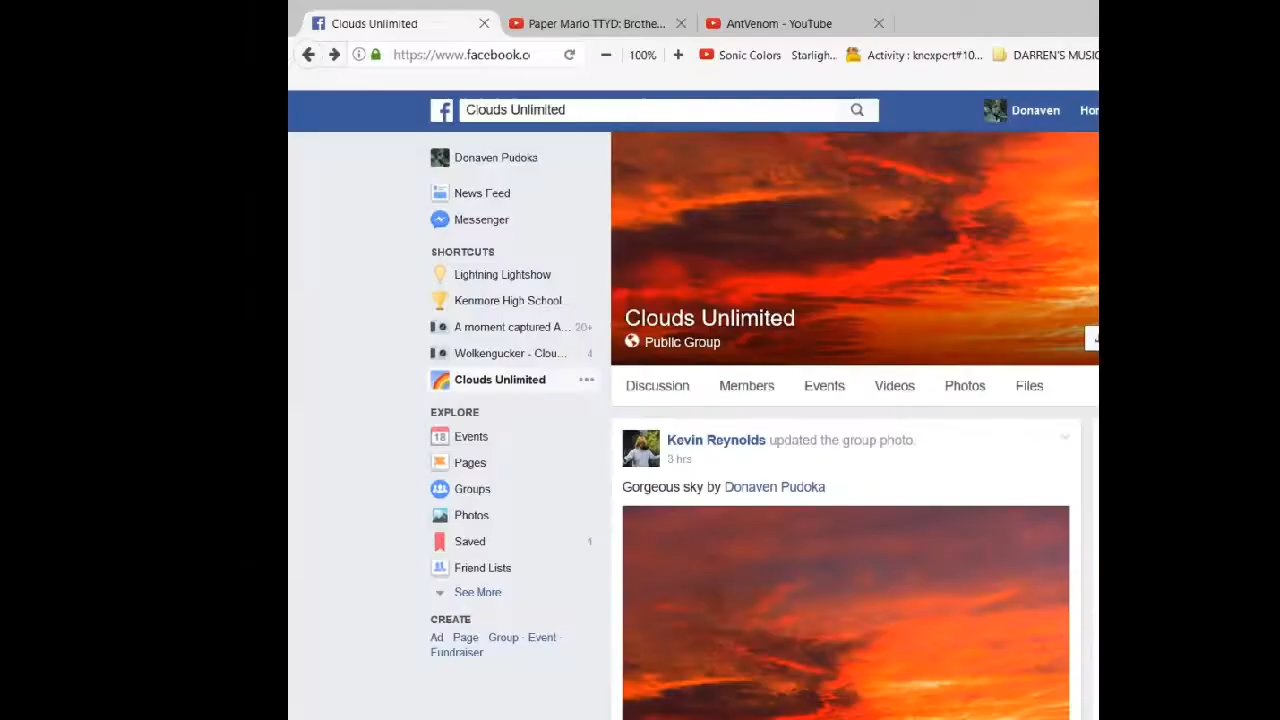 Clouds Unlimited
Paper Mario TTYD: Brothe...
AntVenom - YouTube
https://www.facebook.co
100%
Sonic Colors Starligh...
Activity : knexpert#10...
DARREN'S MUSIC
Clouds Unlimited
Donaven
Hor
Donaven Pudoka
News Feed
Messenger
SHORTCUTS
Lightning Lightshow
Kenmore High School
A moment captured A... 20+
Wolkengucker - Clou... 4
Clouds Unlimited
EXPLORE
18 Events
Pages
Groups
Photos
Saved 1
Friend Lists
See More
CREATE
Ad Page Group · Event ·
Fundraiser
Clouds Unlimited
Public Group
Discussion Members Events Videos Photos Files
Kevin Reynolds updated the group photo.
3 hrs
Gorgeous sky by Donaven Pudoka